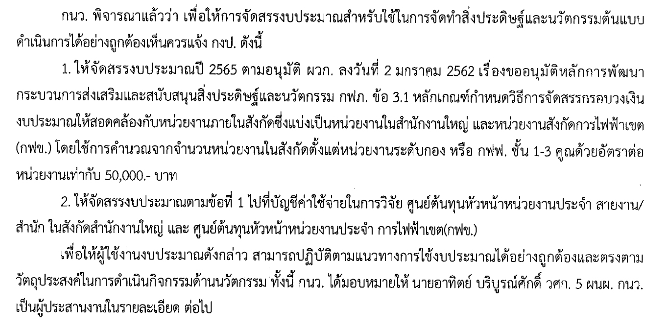 กนว. พิจารณาแล้วว่า เพื่อให้การจัดสรรงบประมาณสำหรับใช้ในการจัดทำสิ่งประดิษฐ์และนวัตกรรมต้นแบบ
ดำเนินการได้อย่างถูกต้องเห็นควรแจ้ง กงป. ดังนี้
1. ให้จัดสรรงบประมาณปี 2565 ตามอนุมัติ ผวก. ลงวันที่ 2 มกราคม 2562 เรื่องขออนุมัติหลักการพัฒนา
กระบวนการส่งเสริมและสนับสนุนสิ่งประดิษฐ์และนวัตกรรม กฟภ. ข้อ 3.1 หลักเกณฑ์กำหนดวิธีการจัดสรรกรอบวงเงิน
งบประมาณให้สอดคล้องกับหน่วยงานภายในสังกัดซึ่งแบ่งเป็นหน่วยงานในสำนักงานใหญ่ และหน่วยงานสังกัดการไฟฟ้าเขต
(กฟข.) โดยใช้การคำนวณจากจำนวนหน่วยงานในสังกัดตั้งแต่หน่วยงานระดับกอง หรือ กฟฟ. ชั้น 1-3 คูณด้วยอัตราต่อ
หน่วยงานเท่ากับ 50,000.- บาท
2. ให้จัดสรรงบประมาณตามข้อที่ 1 ไปที่บัญชีค่าใช้จ่ายในการวิจัย ศูนย์ต้นทุนหัวหน้าหน่วยงานประจำ สายงาน/
สำนัก ในสังกัดสำนักงานใหญ่ และ ศูนย์ต้นทุนหัวหน้าหน่วยงานประจำ การไฟฟ้าเขต(กฟข.)
เพื่อให้ผู้ใช้งานงบประมาณดังกล่าว สามารถปฏิบัติตามแนวทางการใช้งบประมาณได้อย่างถูกต้องและตรงตาม
วัตถุประสงค์ในการดำเนินกิจกรรมด้านนวัตกรรม ทั้งนี้ กนว. ได้มอบหมายให้ นายอาทิตย์ บริบูรณ์ศักดิ์ วศก. 5 ผนผ. กนว.
เป็นผู้ประสานงานในรายละเอียด ต่อไป